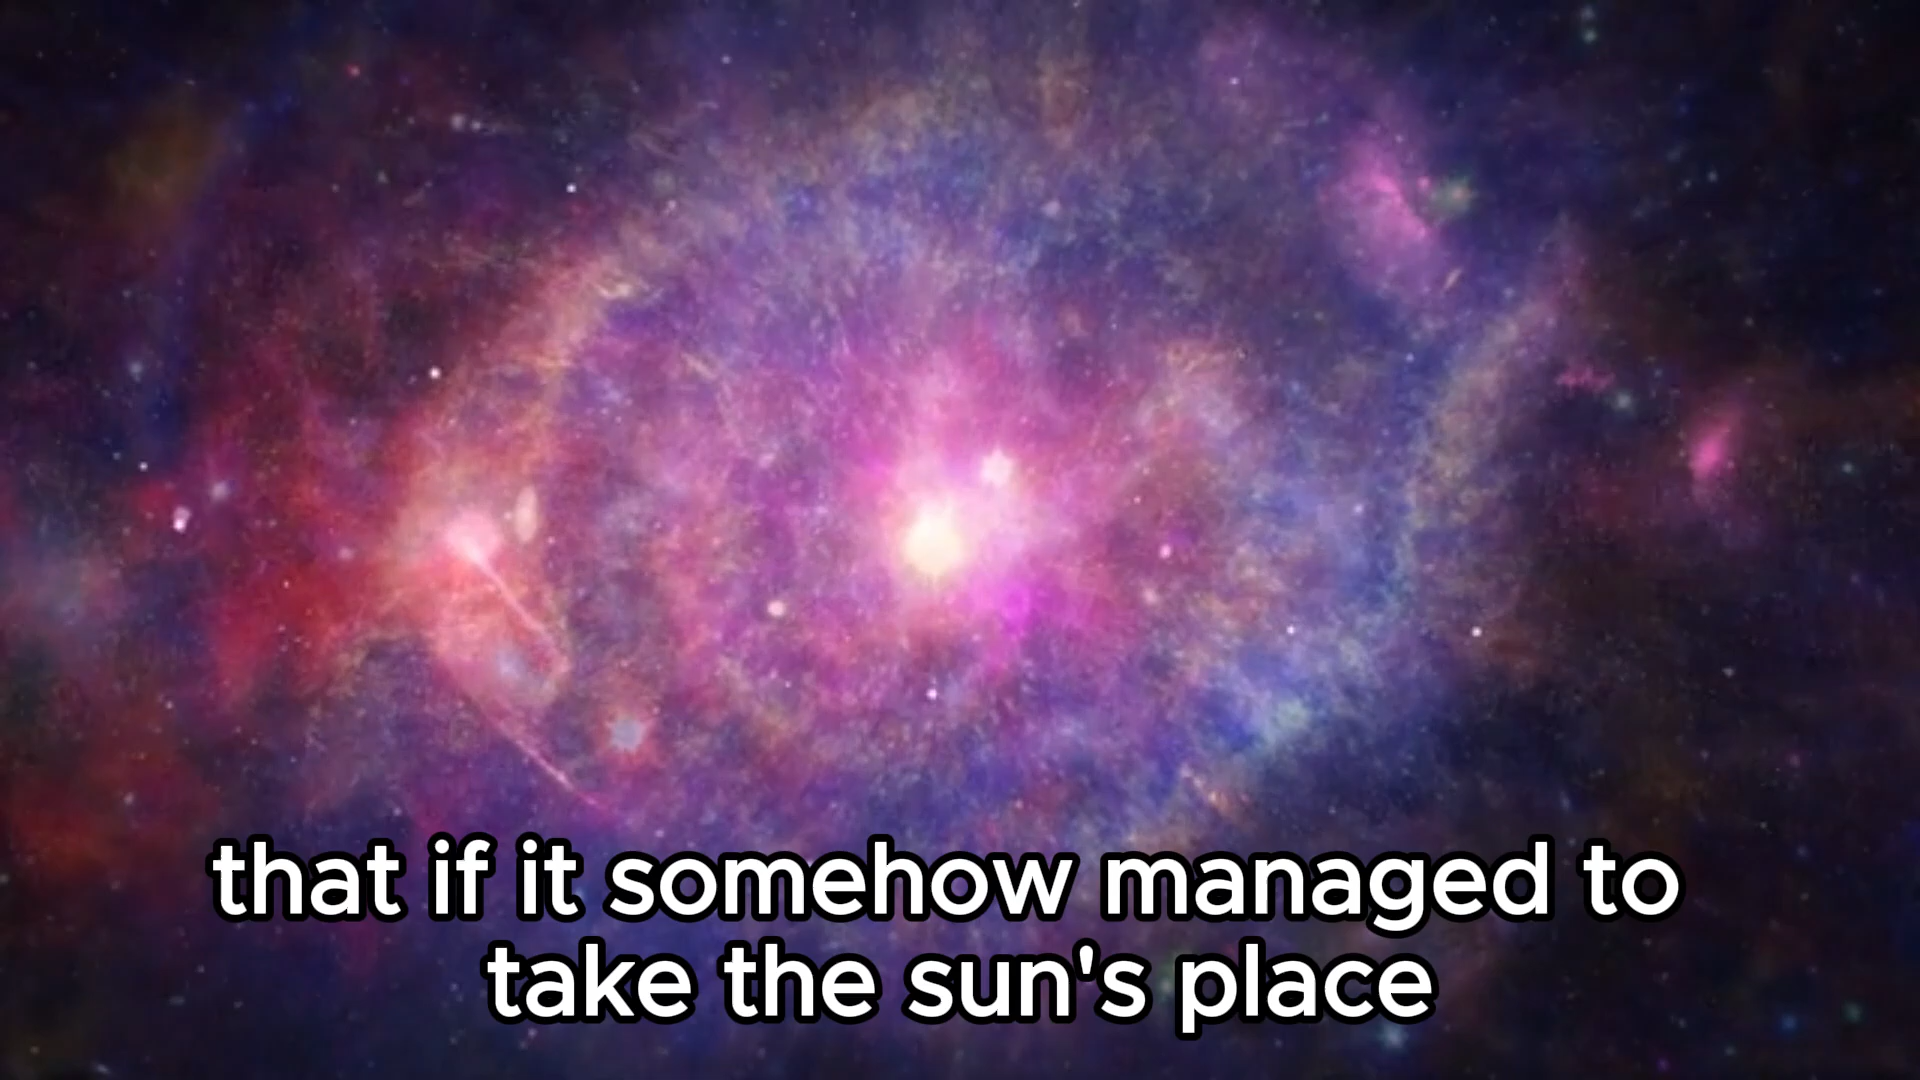 that if it somehow managed to
take the sun's place